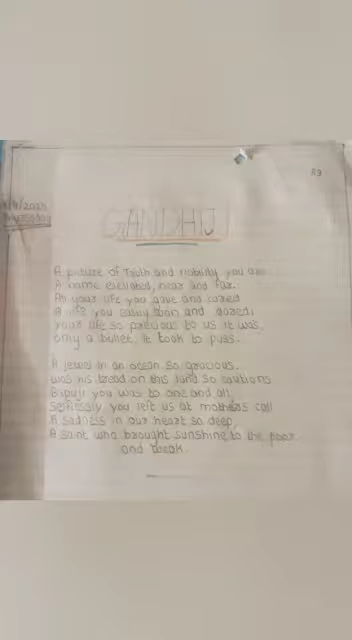 89
GANDHIJI
A picture of Truth and nobility you are
A name elevated, near and far.
All your life you gave and cared
A life you easily won and dared.
your life so precious to us it was,
only a bullet, it took to pass.
A jewel in an ocean so gracious.
was his tread on this land so cautions
Bapuji you was to one and all,
selflessly you left us at mothers call
A sadness in our heart so deep,
A saint who brought sunshine to the poor
and weak.